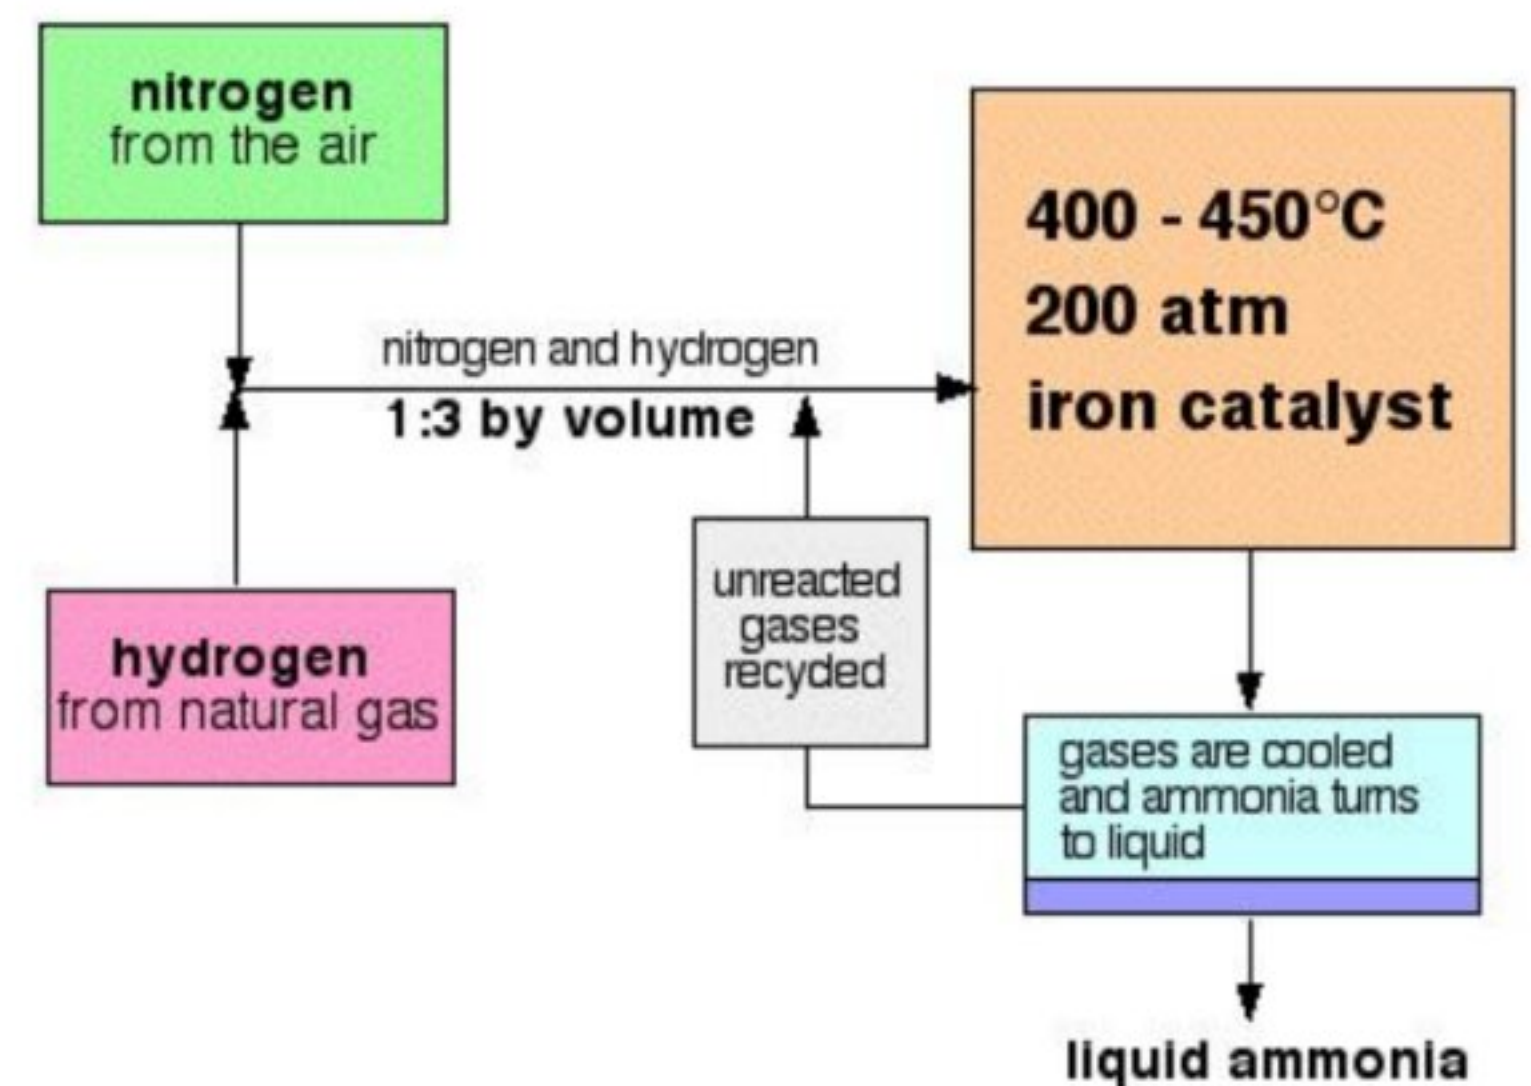 nitrogen
from the air
400 - 450°C
200 atm
iron catalyst
nitrogen and hydrogen
1:3 by volume
hydrogen
from natural gas
unreacted
gases
recycled
gases are cooled
and ammonia turns
to liquid
liquid ammonia